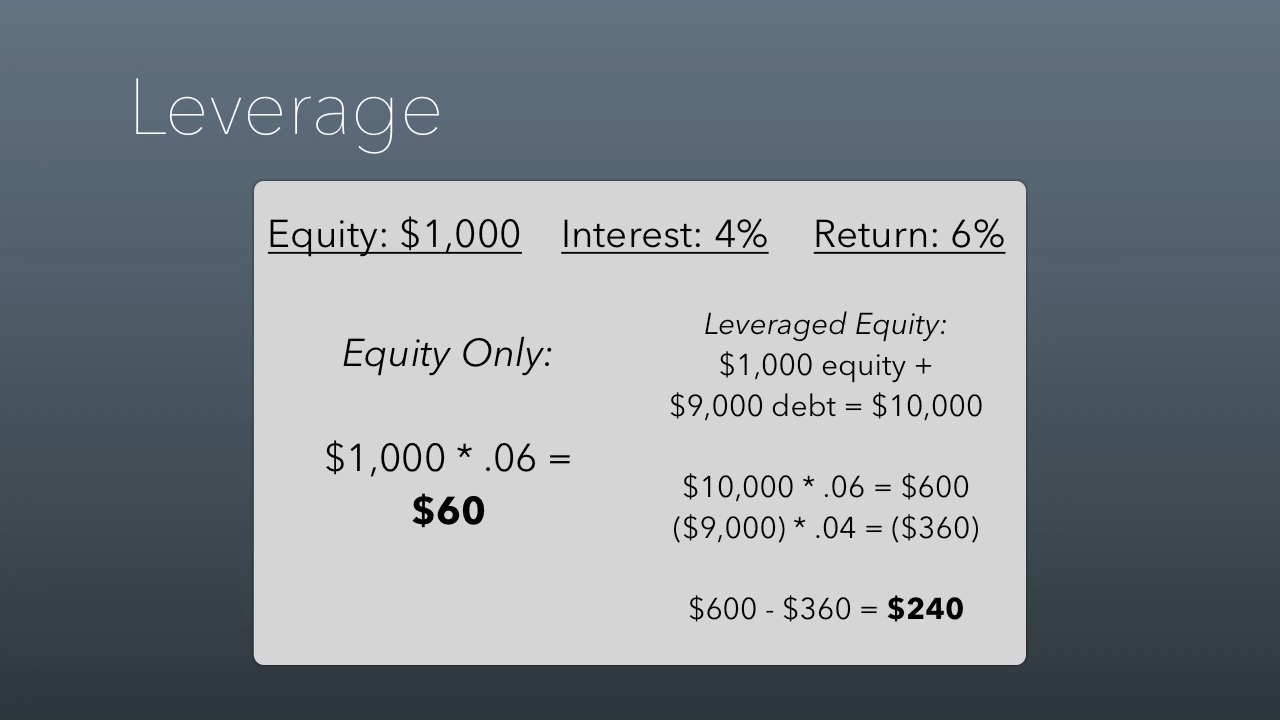 Leverage
Equity: $1,000 Interest: 4% Return: 6%
Equity Only:
$1,000 * .06 =
$60
Leveraged Equity:
$1,000 equity +
$9,000 debt = $10,000
$10,000 * .06 = $600
($9,000) * .04 = ($360)
$600 - $360 = $240